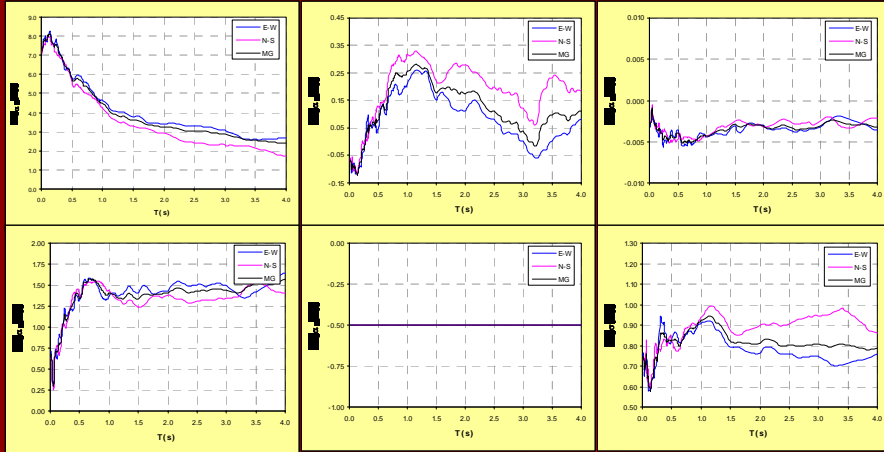 9.0
8.0
7.0
6.0
5.0
4.0
3.0
2.0
1.0
0.0
0.0 0.5 1.0 1.5 2.0 2.5 3.0 3.5 4.0
T(s)
E-W
N-S
MG
0.45
0.35
0.25
0.15
0.05
-0.05
-0.15
0.0 0.5 1.0 1.5 2.0 2.5 3.0 3.5 4.0
T(s)
E-W
N-S
MG
0.010
0.005
0.000
-0.005
-0.010
0.0 0.5 1.0 1.5 2.0 2.5 3.0 3.5 4.0
T(s)
E-W
N-S
MG
2.00
1.75
1.50
1.25
1.00
0.75
0.50
0.25
0.00
0.0 0.5 1.0 1.5 2.0 2.5 3.0 3.5 4.0
T(s)
E-W
N-S
MG
0.00
-0.25
-0.50
-0.75
-1.00
0.0 0.5 1.0 1.5 2.0 2.5 3.0 3.5 4.0
T(s)
E-W
N-S
MG
1.30
1.20
1.10
1.00
0.90
0.80
0.70
0.60
0.50
0.0 0.5 1.0 1.5 2.0 2.5 3.0 3.5 4.0
T(s)
E-W
N-S
MG